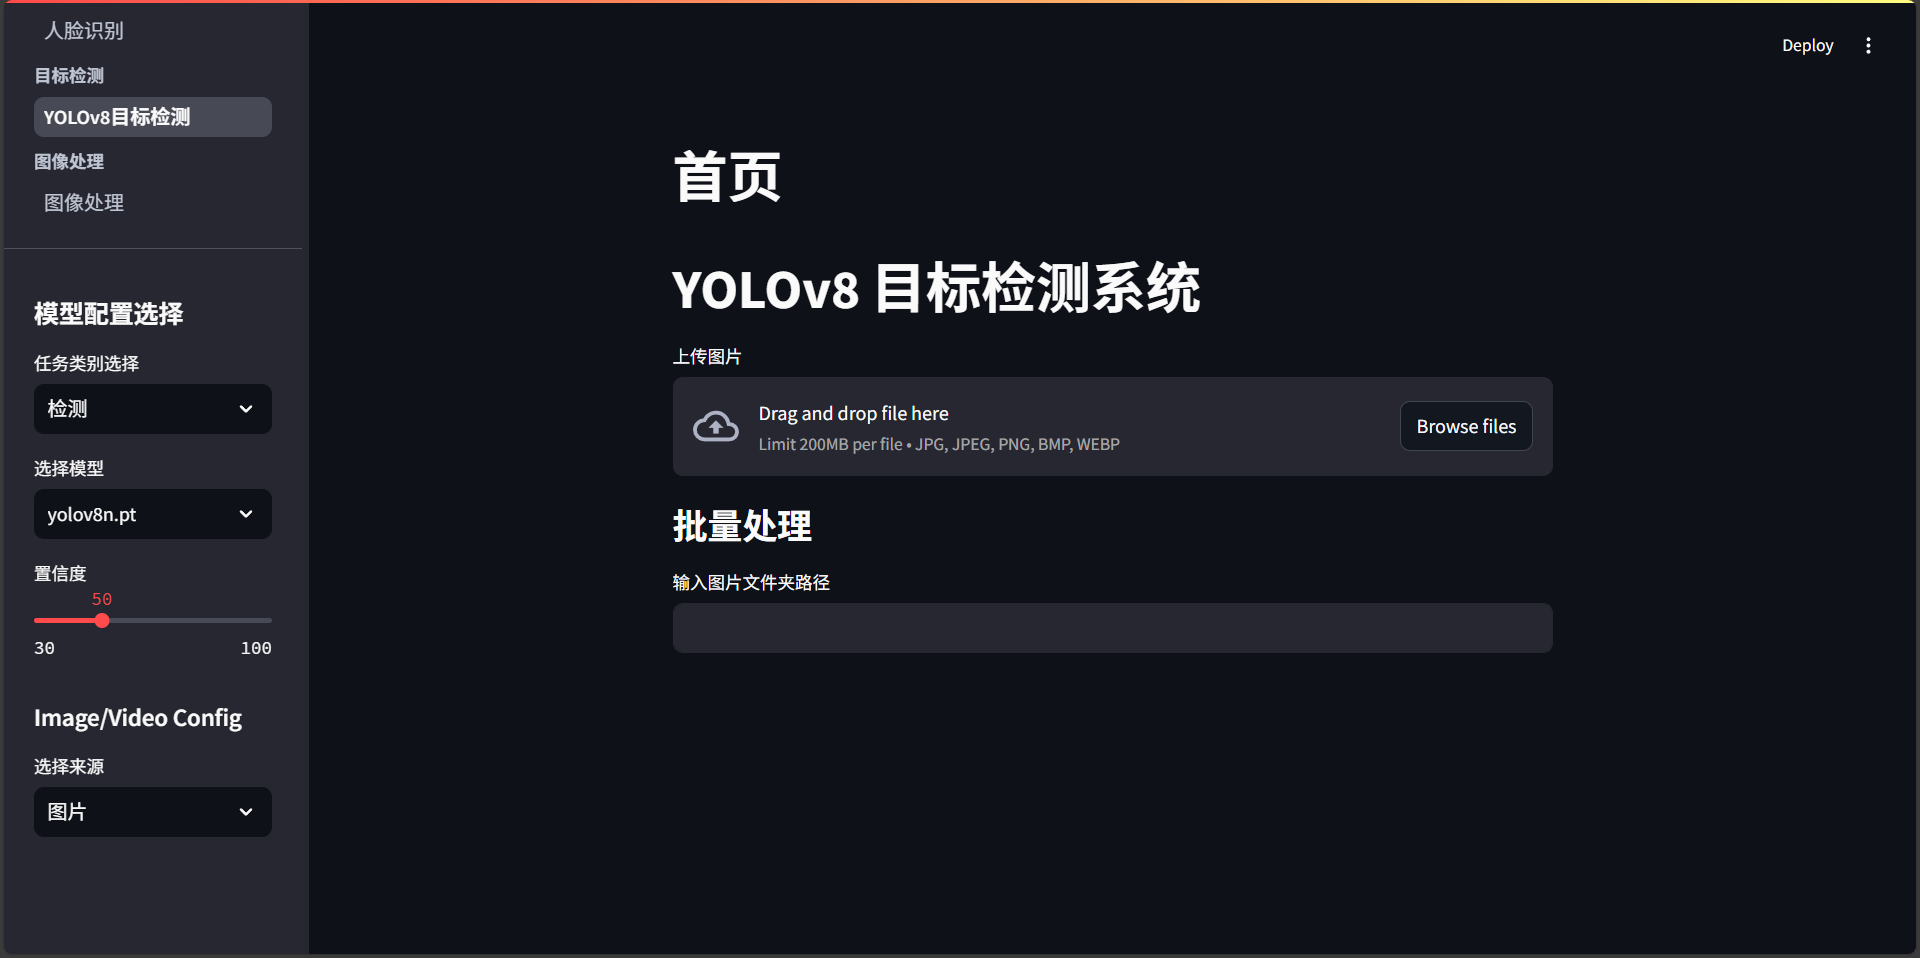 人脸识别
目标检测
YOLOv8目标检测
图像处理
图像处理
模型配置选择
任务类别选择
检测
选择模型
yolov8n.pt
置信度
50
30 100
Image/Video Config
选择来源
图片
Deploy
首页
YOLOv8 目标检测系统
上传图片
Drag and drop file here
Limit 200MB per file • JPG, JPEG, PNG, BMP, WEBP
Browse files
批量处理
输入图片文件夹路径